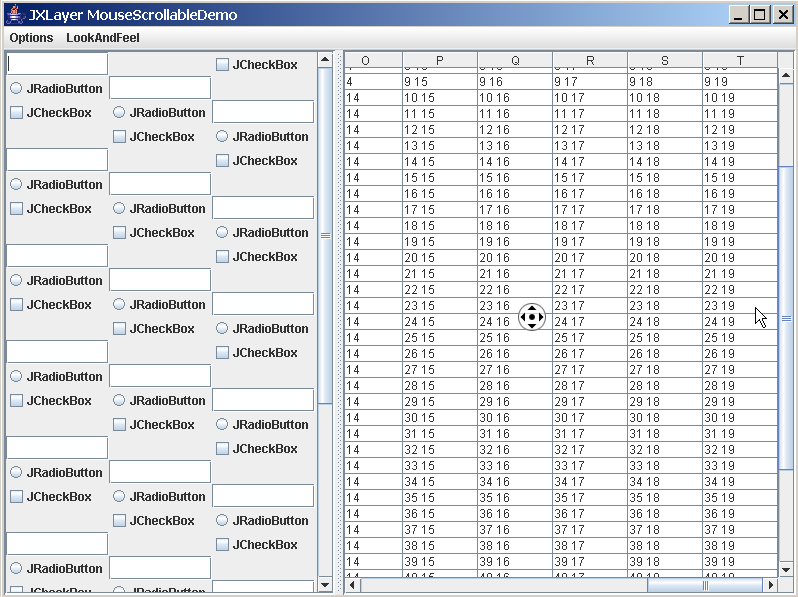 JXLayer MouseScrollableDemo
Options LookAndFeel
JCheckBox
JRadioButton
JCheckBox JRadioButton
JCheckBox JRadioButton
JCheckBox
JRadioButton
JCheckBox JRadioButton
JCheckBox JRadioButton
JCheckBox
JRadioButton
JCheckBox JRadioButton
JCheckBox JRadioButton
JCheckBox
JRadioButton
JCheckBox JRadioButton
JCheckBox JRadioButton
JCheckBox
JRadioButton
JCheckBox JRadioButton
JCheckBox JRadioButton
JCheckBox
JRadioButton
JCheckBox JRadioButton
O P Q R S T
4 9 15 9 16 9 17 9 18 9 19
14 10 15 10 16 10 17 10 18 10 19
14 11 15 11 16 11 17 11 18 11 19
14 12 15 12 16 12 17 12 18 12 19
14 13 15 13 16 13 17 13 18 13 19
14 14 15 14 16 14 17 14 18 14 19
14 15 15 15 16 15 17 15 18 15 19
14 16 15 16 16 16 17 16 18 16 19
14 17 15 17 16 17 17 17 18 17 19
14 18 15 18 16 18 17 18 18 18 19
14 19 15 19 16 19 17 19 18 19 19
14 20 15 20 16 20 17 20 18 20 19
14 21 15 21 16 21 17 21 18 21 19
14 22 15 22 16 22 17 22 18 22 19
14 23 15 23 16 23 17 23 18 23 19
14 24 15 24 16 24 17 24 18 24 19
14 25 15 25 16 25 17 25 18 25 19
14 26 15 26 16 26 17 26 18 26 19
14 27 15 27 16 27 17 27 18 27 19
14 28 15 28 16 28 17 28 18 28 19
14 29 15 29 16 29 17 29 18 29 19
14 30 15 30 16 30 17 30 18 30 19
14 31 15 31 16 31 17 31 18 31 19
14 32 15 32 16 32 17 32 18 32 19
14 33 15 33 16 33 17 33 18 33 19
14 34 15 34 16 34 17 34 18 34 19
14 35 15 35 16 35 17 35 18 35 19
14 36 15 36 16 36 17 36 18 36 19
14 37 15 37 16 37 17 37 18 37 19
14 38 15 38 16 38 17 38 18 38 19
14 39 15 39 16 39 17 39 18 39 19